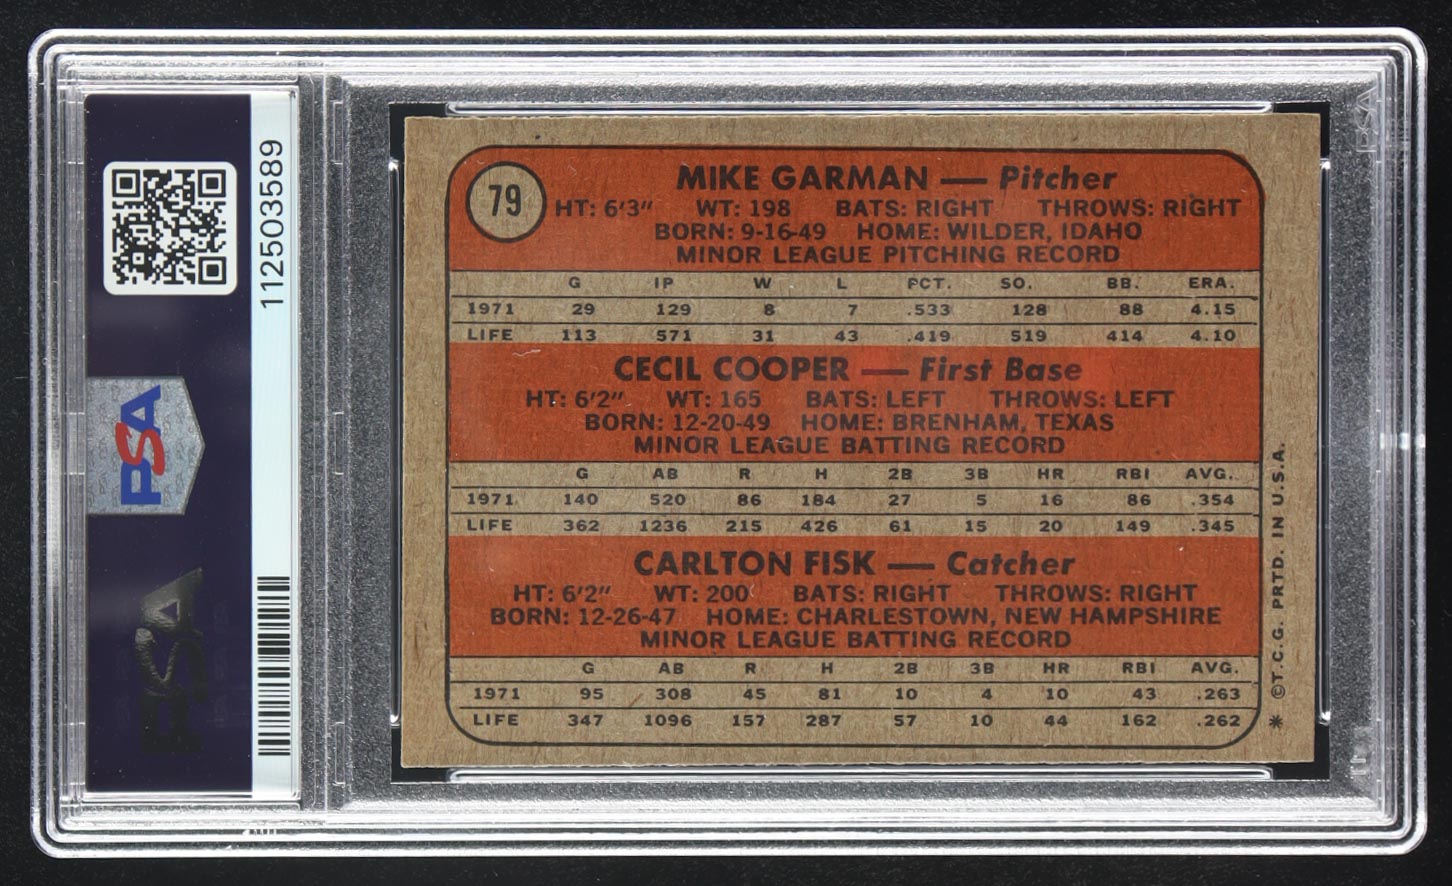 112503589
PSA
PSA
79
MIKE GARMAN — Pitcher
HT: 6'3" WT: 198 BATS: RIGHT THROWS: RIGHT
BORN: 9-16-49 HOME: WILDER, IDAHO
MINOR LEAGUE PITCHING RECORD
G IP W L PCT. SO. BB. ERA.
1971 29 129 8 7 .533 128 88 4.15
LIFE 113 571 31 43 .419 519 414 4.10
CECIL COOPER — First Base
HT: 6'2" WT: 165 BATS: LEFT THROWS: LEFT
BORN: 12-20-49 HOME: BRENHAM, TEXAS
MINOR LEAGUE BATTING RECORD
G AB R H 2B 3B HR RBI AVG.
1971 140 520 86 184 27 5 16 86 .354
LIFE 362 1236 215 426 61 15 20 149 .345
CARLTON FISK — Catcher
HT: 6'2" WT: 200 BATS: RIGHT THROWS: RIGHT
BORN: 12-26-47 HOME: CHARLESTOWN, NEW HAMPSHIRE
MINOR LEAGUE BATTING RECORD
G AB R H 2B 3B HR RBI AVG.
1971 95 308 45 81 10 4 10 43 .263
LIFE 347 1096 157 287 57 10 44 162 .262
* ©T.C.G. PRTD. IN U.S.A.
PSA